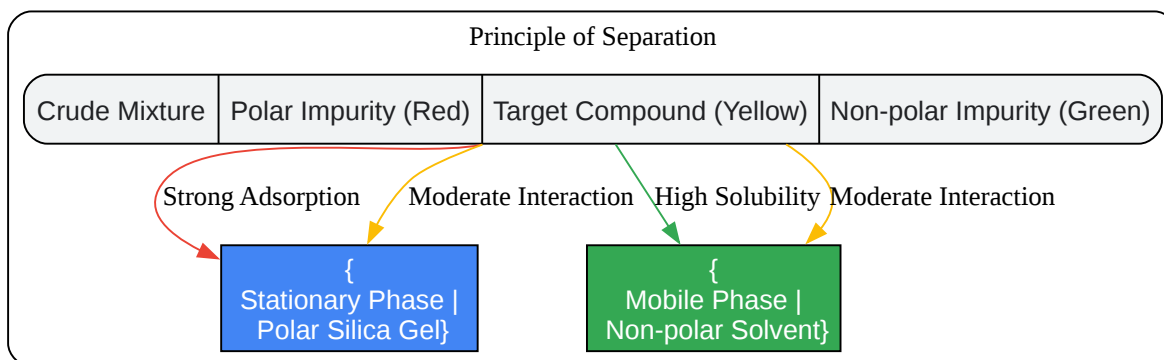 Principle of Separation
Crude Mixture
Polar Impurity (Red)
Target Compound (Yellow)
Non-polar Impurity (Green)
Strong Adsorption
Moderate Interaction
High Solubility
Moderate Interaction
{
Stationary Phase |
Polar Silica Gel}
{
Mobile Phase |
Non-polar Solvent}